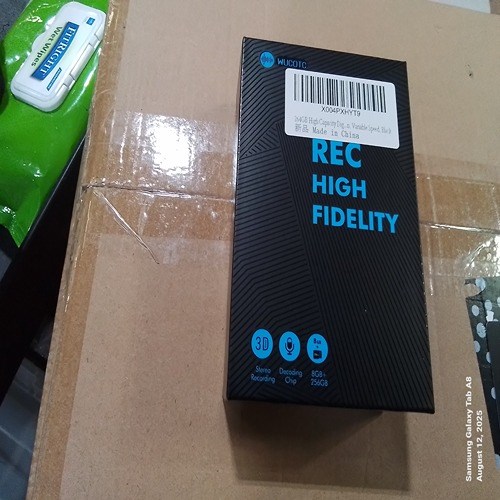 FITRIGHT
Wet Wipes
WUCOTC
X004PXHYT9
Made in China
REC
HIGH
FIDELITY
3D
Stereo
Recording
Decoding
Chip
8GB+
256GB
Samsung Galaxy Tab A8
August 12, 2025